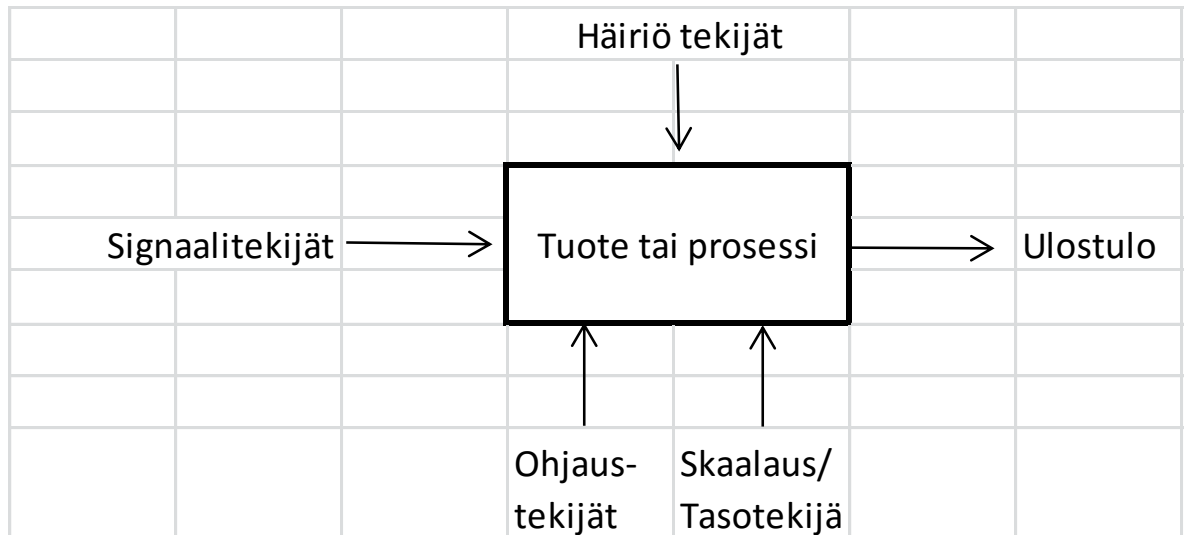 Häiriö tekijät
Signaalitekijät
Tuote tai prosessi
Ulostulo
Ohjaus-
tekijät
Skaalaus/
Tasotekijä